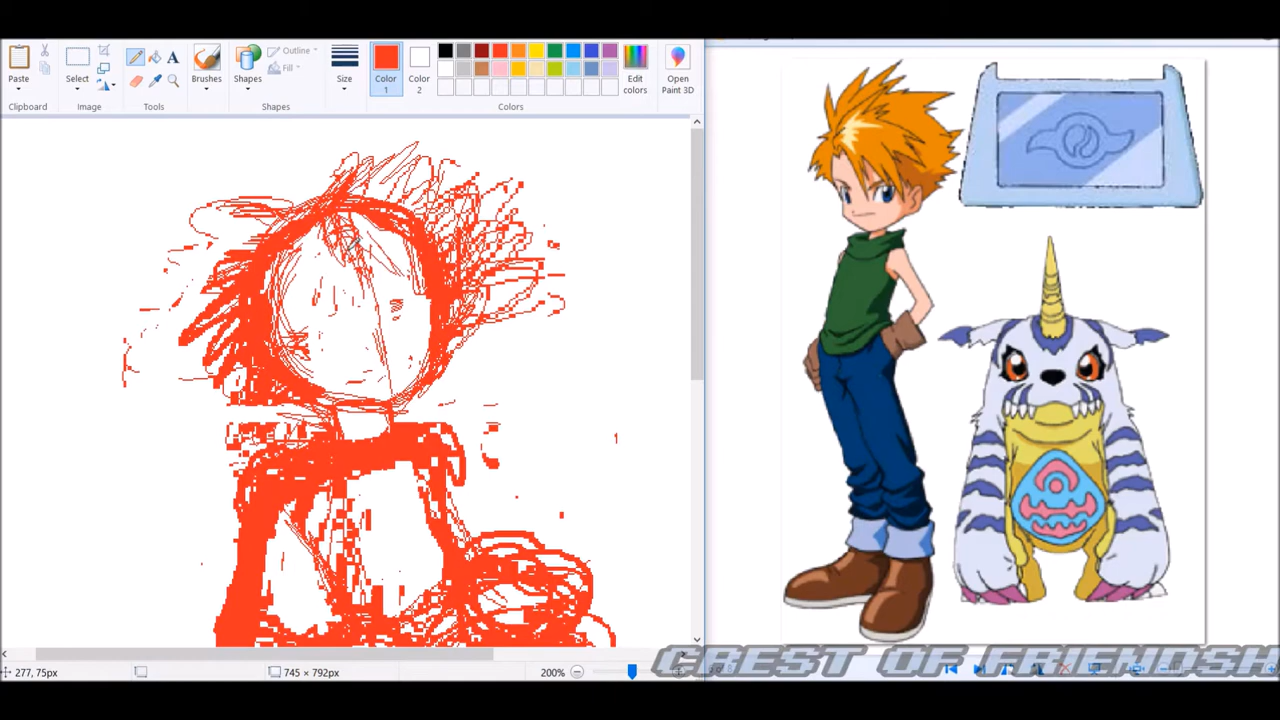 Paste
Select
Outline
Fill
Brushes
Shapes
Size
Color 1
Color 2
Edit colors
Open Paint 3D
Clipboard
Image
Tools
Shapes
Colors
277, 75px
745 × 792px
200%
CREST OF FRIENDSH